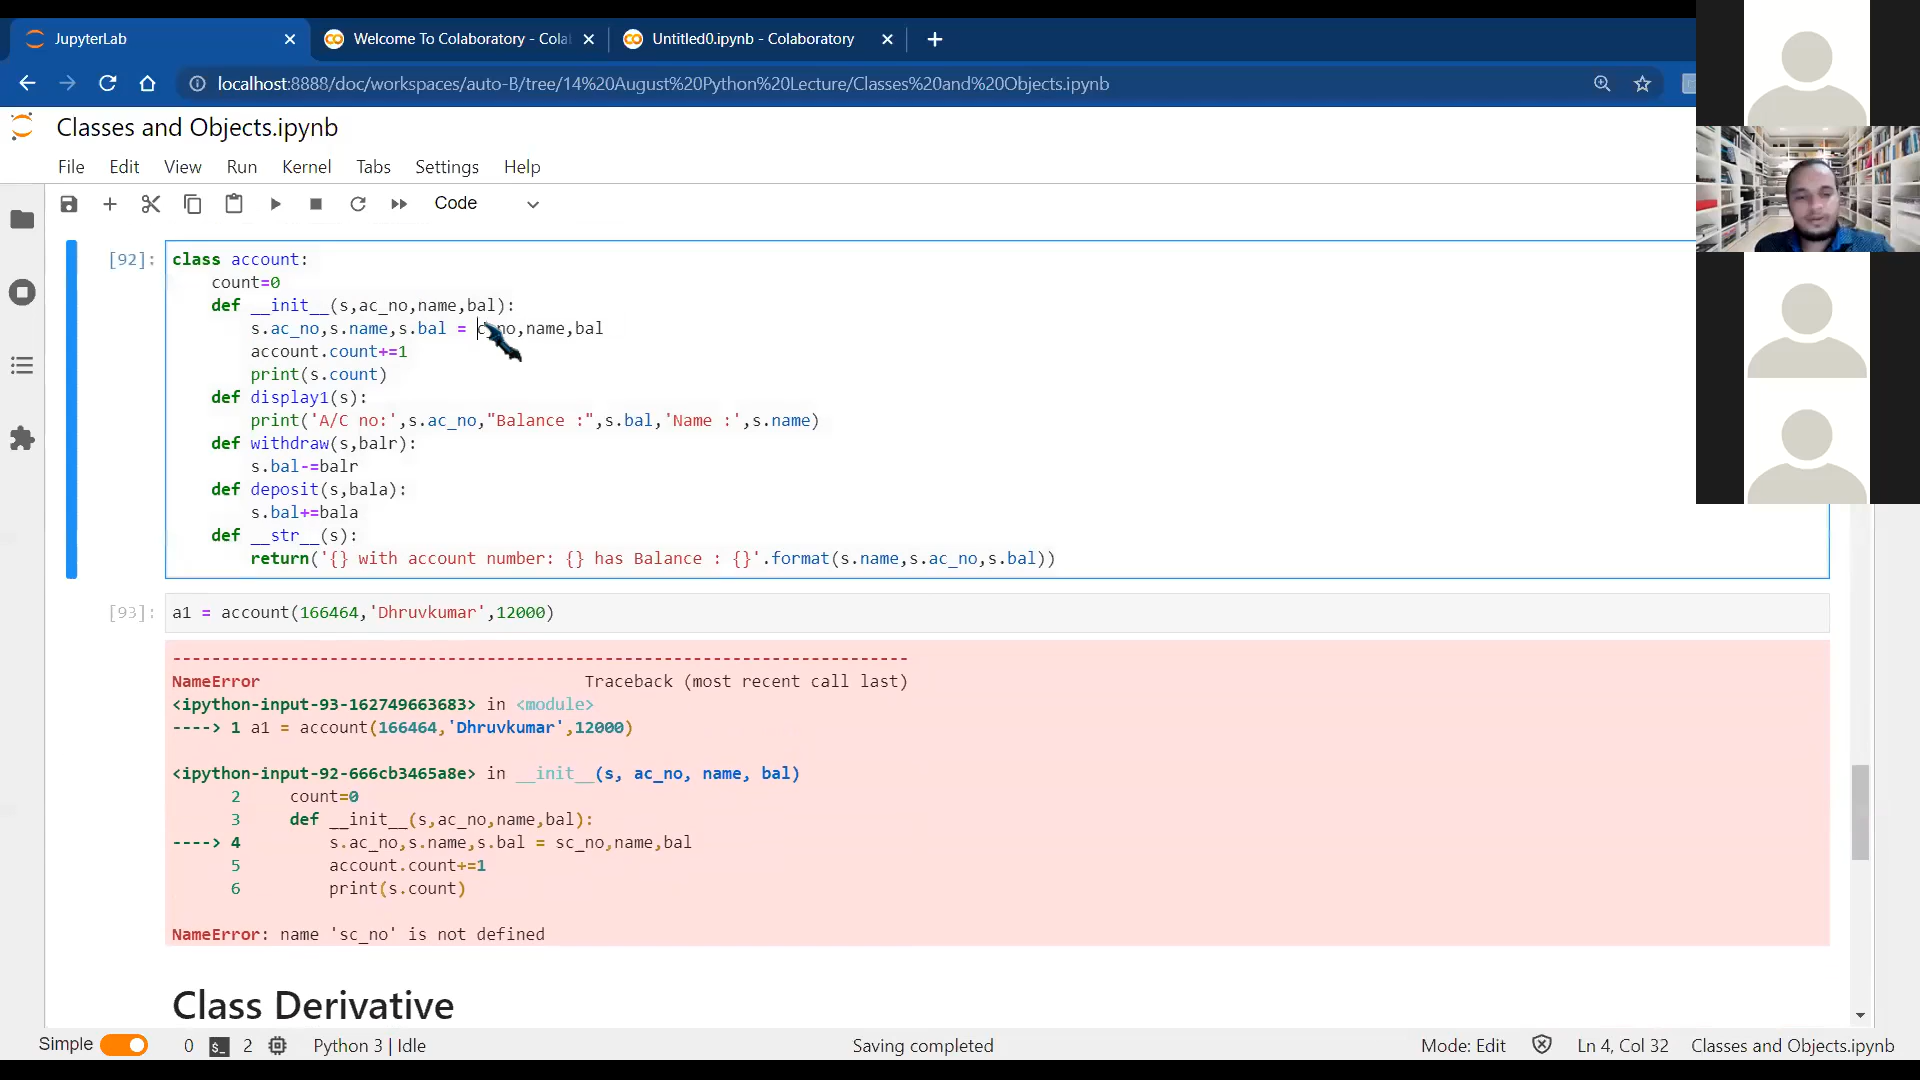 JupyterLab
Welcome To Colaboratory - Cola
Untitled0.ipynb - Colaboratory
localhost:8888/doc/workspaces/auto-B/tree/14%20August%20Python%20Lecture/Classes%20and%20Objects.ipynb
Classes and Objects.ipynb
File Edit View Run Kernel Tabs Settings Help
Code
[92]:
class account:
count=0
def __init__(s,ac_no,name,bal):
s.ac_no,s.name,s.bal = c_no,name,bal
account.count+=1
print(s.count)
def display1(s):
print('A/C no:',s.ac_no,"Balance :",s.bal,'Name :',s.name)
def withdraw(s,balr):
s.bal-=balr
def deposit(s,bala):
s.bal+=bala
def __str__(s):
return('{} with account number: {} has Balance : {}'.format(s.name,s.ac_no,s.bal))
[93]:
a1 = account(166464,'Dhruvkumar',12000)
---------------------------------------------------------------------------
NameError Traceback (most recent call last)
<ipython-input-93-162749663683> in <module>
----> 1 a1 = account(166464,'Dhruvkumar',12000)
<ipython-input-92-666cb3465a8e> in __init__(s, ac_no, name, bal)
2 count=0
3 def __init__(s,ac_no,name,bal):
----> 4 s.ac_no,s.name,s.bal = sc_no,name,bal
5 account.count+=1
6 print(s.count)
NameError: name 'sc_no' is not defined
Class Derivative
Simple 0 $_ 2 Python 3 | Idle Saving completed Mode: Edit Ln 4, Col 32 Classes and Objects.ipynb